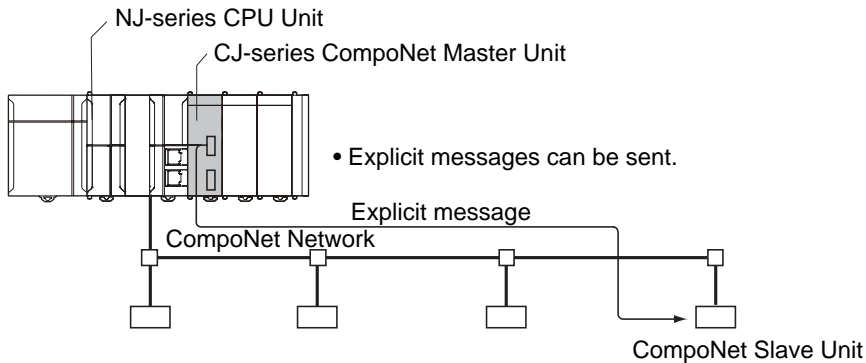 NJ-series CPU Unit
CJ-series CompoNet Master Unit
• Explicit messages can be sent.
Explicit message
CompoNet Network
CompoNet Slave Unit